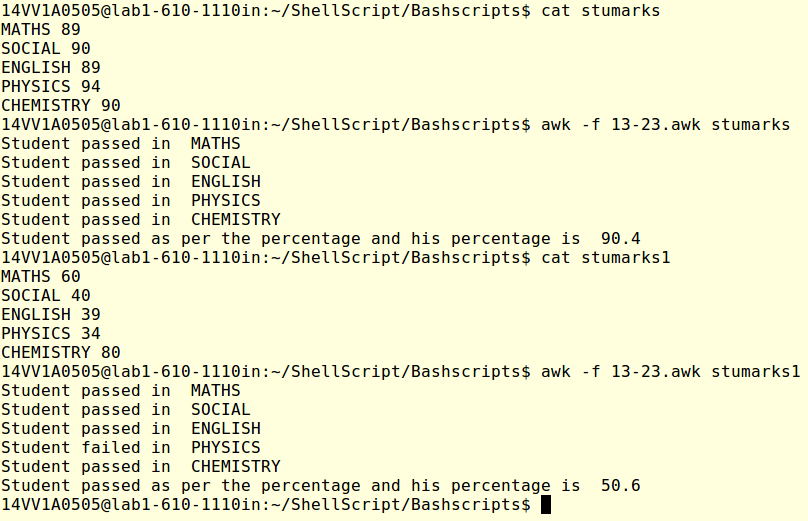 14VV1A0505@lab1-610-1110in:~/ShellScript/Bashscripts$ cat stumarks
MATHS 89
SOCIAL 90
ENGLISH 89
PHYSICS 94
CHEMISTRY 90
14VV1A0505@lab1-610-1110in:~/ShellScript/Bashscripts$ awk -f 13-23.awk stumarks
Student passed in  MATHS
Student passed in  SOCIAL
Student passed in  ENGLISH
Student passed in  PHYSICS
Student passed in  CHEMISTRY
Student passed as per the percentage and his percentage is  90.4
14VV1A0505@lab1-610-1110in:~/ShellScript/Bashscripts$ cat stumarks1
MATHS 60
SOCIAL 40
ENGLISH 39
PHYSICS 34
CHEMISTRY 80
14VV1A0505@lab1-610-1110in:~/ShellScript/Bashscripts$ awk -f 13-23.awk stumarks1
Student passed in  MATHS
Student passed in  SOCIAL
Student passed in  ENGLISH
Student failed in  PHYSICS
Student passed in  CHEMISTRY
Student passed as per the percentage and his percentage is  50.6
14VV1A0505@lab1-610-1110in:~/ShellScript/Bashscripts$